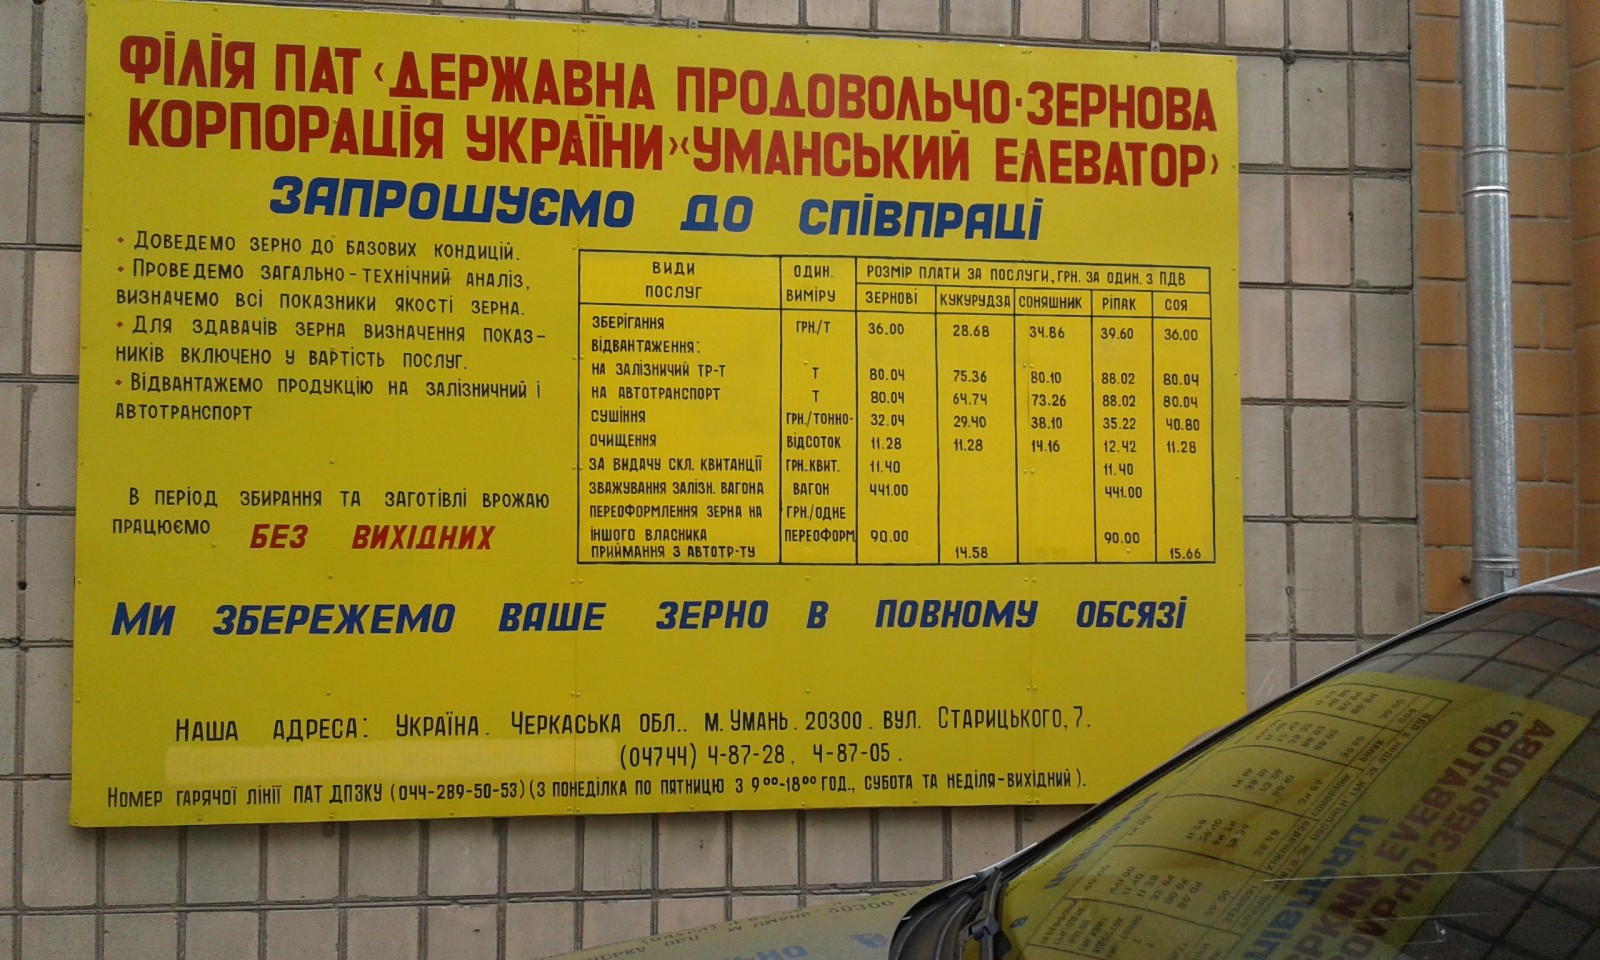 ФІЛІЯ ПАТ ‹ДЕРЖАВНА ПРОДОВОЛЬЧО-ЗЕРНОВА
КОРПОРАЦІЯ УКРАЇНИ›‹УМАНСЬКИЙ ЕЛЕВАТОР›
ЗАПРОШУЄМО ДО СПІВПРАЦІ
• ДОВЕДЕМО ЗЕРНО ДО БАЗОВИХ КОНДИЦІЙ.
• ПРОВЕДЕМО ЗАГАЛЬНО-ТЕХНІЧНИЙ АНАЛІЗ,
ВИЗНАЧЕМО ВСІ ПОКАЗНИКИ ЯКОСТІ ЗЕРНА.
• ДЛЯ ЗДАВАЧІВ ЗЕРНА ВИЗНАЧЕННЯ ПОКАЗ-
НИКІВ ВКЛЮЧЕНО У ВАРТІСТЬ ПОСЛУГ.
• ВІДВАНТАЖЕМО ПРОДУКЦІЮ НА ЗАЛІЗНИЧНИЙ І
АВТОТРАНСПОРТ
В ПЕРІОД ЗБИРАННЯ ТА ЗАГОТІВЛІ ВРОЖАЮ
ПРАЦЮЄМО БЕЗ ВИХІДНИХ
ВИДИ ОДИН. РОЗМІР ПЛАТИ ЗА ПОСЛУГИ, ГРН. ЗА ОДИН. З ПДВ
ПОСЛУГ ВИМІРУ ЗЕРНОВІ КУКУРУДЗА СОНЯШНИК РІПАК СОЯ
ЗБЕРІГАННЯ ГРН./Т 36.00 28.68 34.86 39.60 36.00
ВІДВАНТАЖЕННЯ:
НА ЗАЛІЗНИЧИЙ ТР-Т Т 80.04 75.36 80.10 88.02 80.04
НА АВТОТРАНСПОРТ Т 80.04 64.74 73.26 88.02 80.04
СУШІННЯ ГРН./ТОННО- 32.04 29.40 38.10 35.22 40.80
ОЧИЩЕННЯ ВІДСОТОК 11.28 11.28 14.16 12.42 11.28
ЗА ВИДАЧУ СКЛ. КВИТАНЦІЇ ГРН.КВИТ. 11.40 11.40
ЗВАЖУВАННЯ ЗАЛІЗН. ВАГОНА ВАГОН 441.00 441.00
ПЕРЕОФОРМЛЕННЯ ЗЕРНА НА ГРН./ОДНЕ
ІНШОГО ВЛАСНИКА ПЕРЕОФОРМ. 90.00 90.00
ПРИЙМАННЯ З АВТОТР-ТУ 14.58 15.66
МИ ЗБЕРЕЖЕМО ВАШЕ ЗЕРНО В ПОВНОМУ ОБСЯЗІ
НАША АДРЕСА: УКРАЇНА. ЧЕРКАСЬКА ОБЛ.. М. УМАНЬ. 20300. ВУЛ. СТАРИЦЬКОГО, 7.
(04744) 4-87-28, 4-87-05.
НОМЕР ГАРЯЧОЇ ЛІНІЇ ПАТ ДПЗКУ (044-289-50-53) (З ПОНЕДІЛКА ПО ПЯТНИЦЮ З 9⁰⁰-18⁰⁰ ГОД., СУБОТА ТА НЕДІЛЯ-ВИХІДНИЙ).